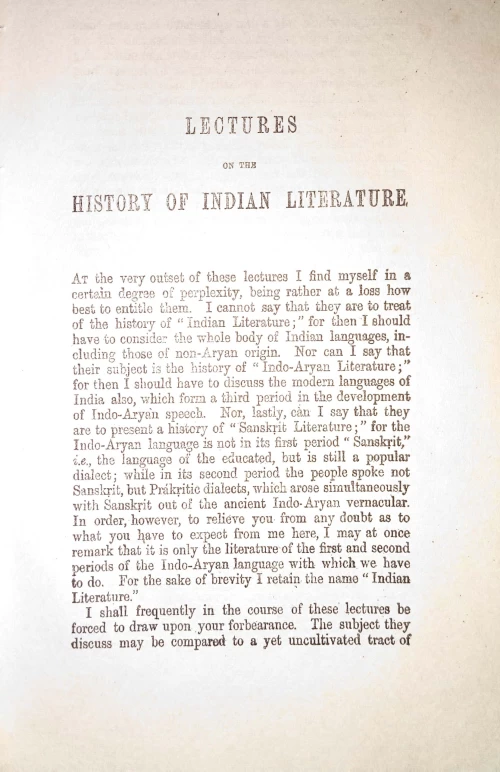 LECTURES
ON THE
HISTORY OF INDIAN LITERATURE.
AT the very outset of these lectures I find myself in a
certain degree of perplexity, being rather at a loss how
best to entitle them. I cannot say that they are to treat
of the history of "Indian Literature;" for then I should
have to consider the whole body of Indian languages, in-
cluding those of non-Aryan origin. Nor can I say that
their subject is the history of "Indo-Aryan Literature;"
for then I should have to discuss the modern languages of
India also, which form a third period in the development
of Indo-Aryan speech. Nor, lastly, can I say that they
are to present a history of "Sanskṛit Literature;" for the
Indo-Aryan language is not in its first period "Sanskṛit,"
i.e., the language of the educated, but is still a popular
dialect; while in its second period the people spoke not
Sanskṛit, but Prákṛitic dialects, which arose simultaneously
with Sanskṛit out of the ancient Indo-Aryan vernacular.
In order, however, to relieve you from any doubt as to
what you have to expect from me here, I may at once
remark that it is only the literature of the first and second
periods of the Indo-Aryan language with which we have
to do. For the sake of brevity I retain the name "Indian
Literature."
I shall frequently in the course of these lectures be
forced to draw upon your forbearance. The subject they
discuss may be compared to a yet uncultivated tract of